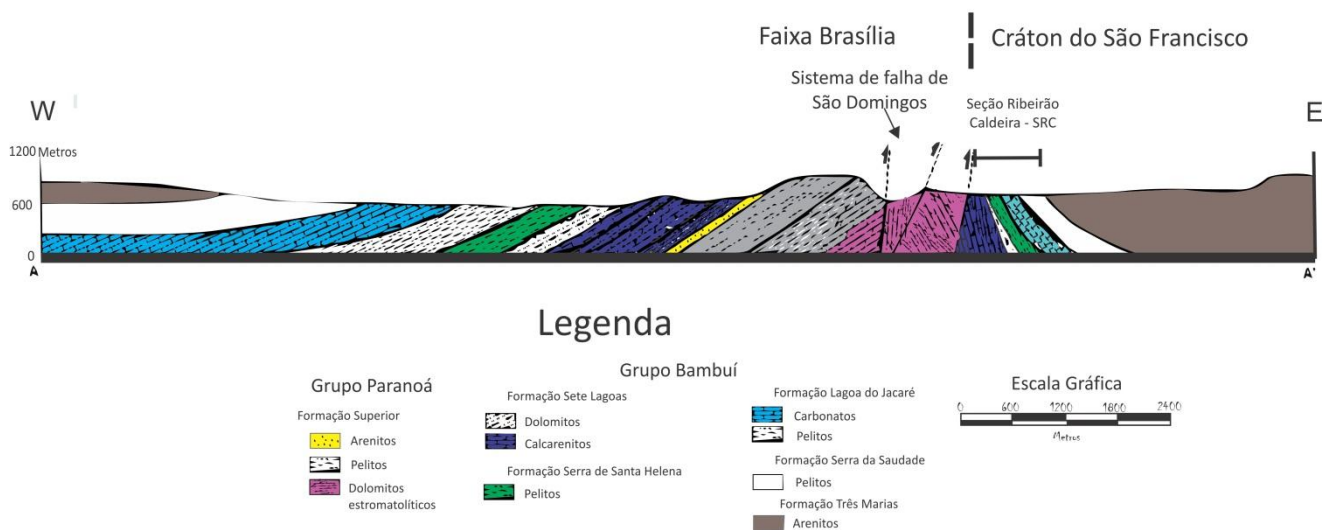 Faixa Brasília
Cráton do São Francisco
Sistema de falha de
São Domingos
Seção Ribeirão
Caldeira - SRC
W
E
1200 Metros
600
0
A
A'
Legenda
Grupo Paranoá
Formação Superior
Arenitos
Pelitos
Dolomitos
estromatolíticos
Grupo Bambuí
Formação Sete Lagoas
Dolomitos
Calcarenitos
Formação Serra de Santa Helena
Pelitos
Formação Lagoa do Jacaré
Carbonatos
Pelitos
Formação Serra da Saudade
Pelitos
Formação Três Marias
Arenitos
Escala Gráfica
0 600 1200 1800 2400
Metros